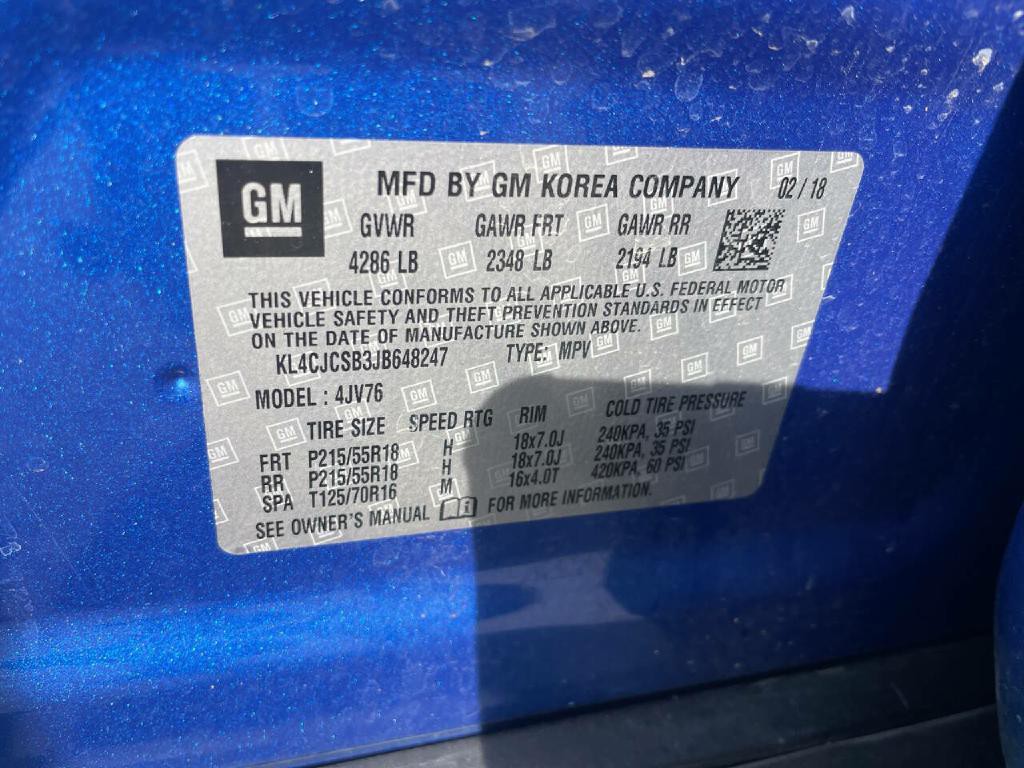 GM
MFD BY GM KOREA COMPANY 02/18
GVWR GAWR FRT GAWR RR
4286 LB 2348 LB 2194 LB
THIS VEHICLE CONFORMS TO ALL APPLICABLE U.S. FEDERAL MOTOR
VEHICLE SAFETY AND THEFT PREVENTION STANDARDS IN EFFECT
ON THE DATE OF MANUFACTURE SHOWN ABOVE.
KL4CJCSB3JB648247 TYPE: MPV
MODEL : 4JV76
TIRE SIZE SPEED RTG RIM COLD TIRE PRESSURE
FRT P215/55R18 H 18x7.0J 240KPA, 35 PSI
RR P215/55R18 H 18x7.0J 240KPA, 35 PSI
SPA T125/70R16 M 16x4.0T 420KPA, 60 PSI
SEE OWNER'S MANUAL FOR MORE INFORMATION.